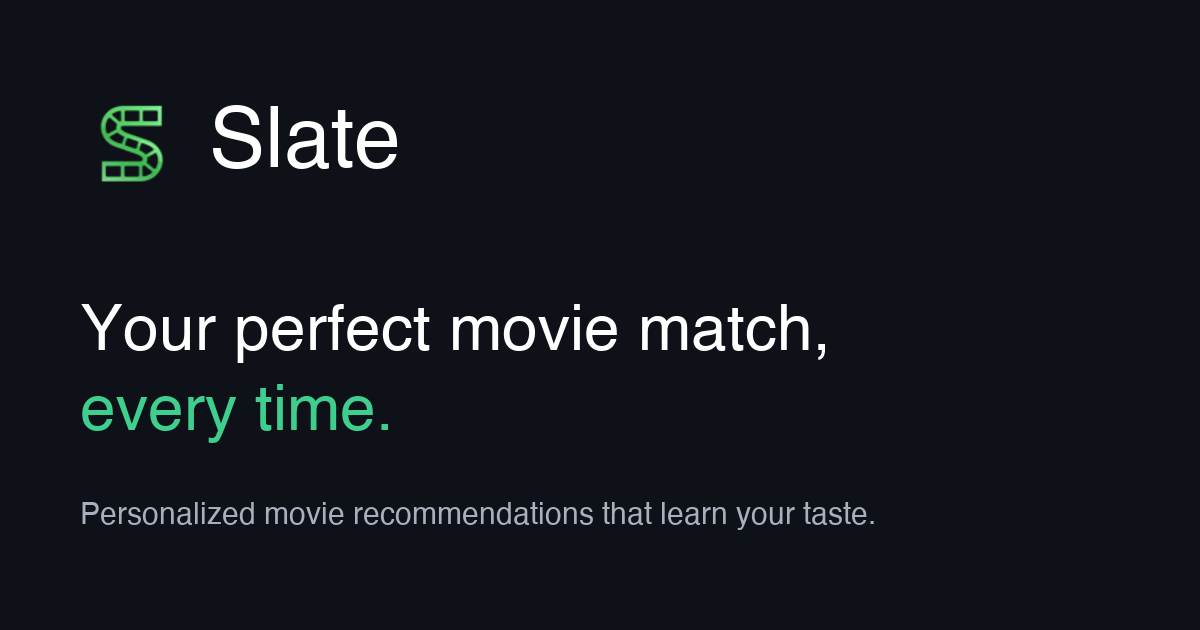 Slate
Your perfect movie match,
every time.
Personalized movie recommendations that learn your taste.